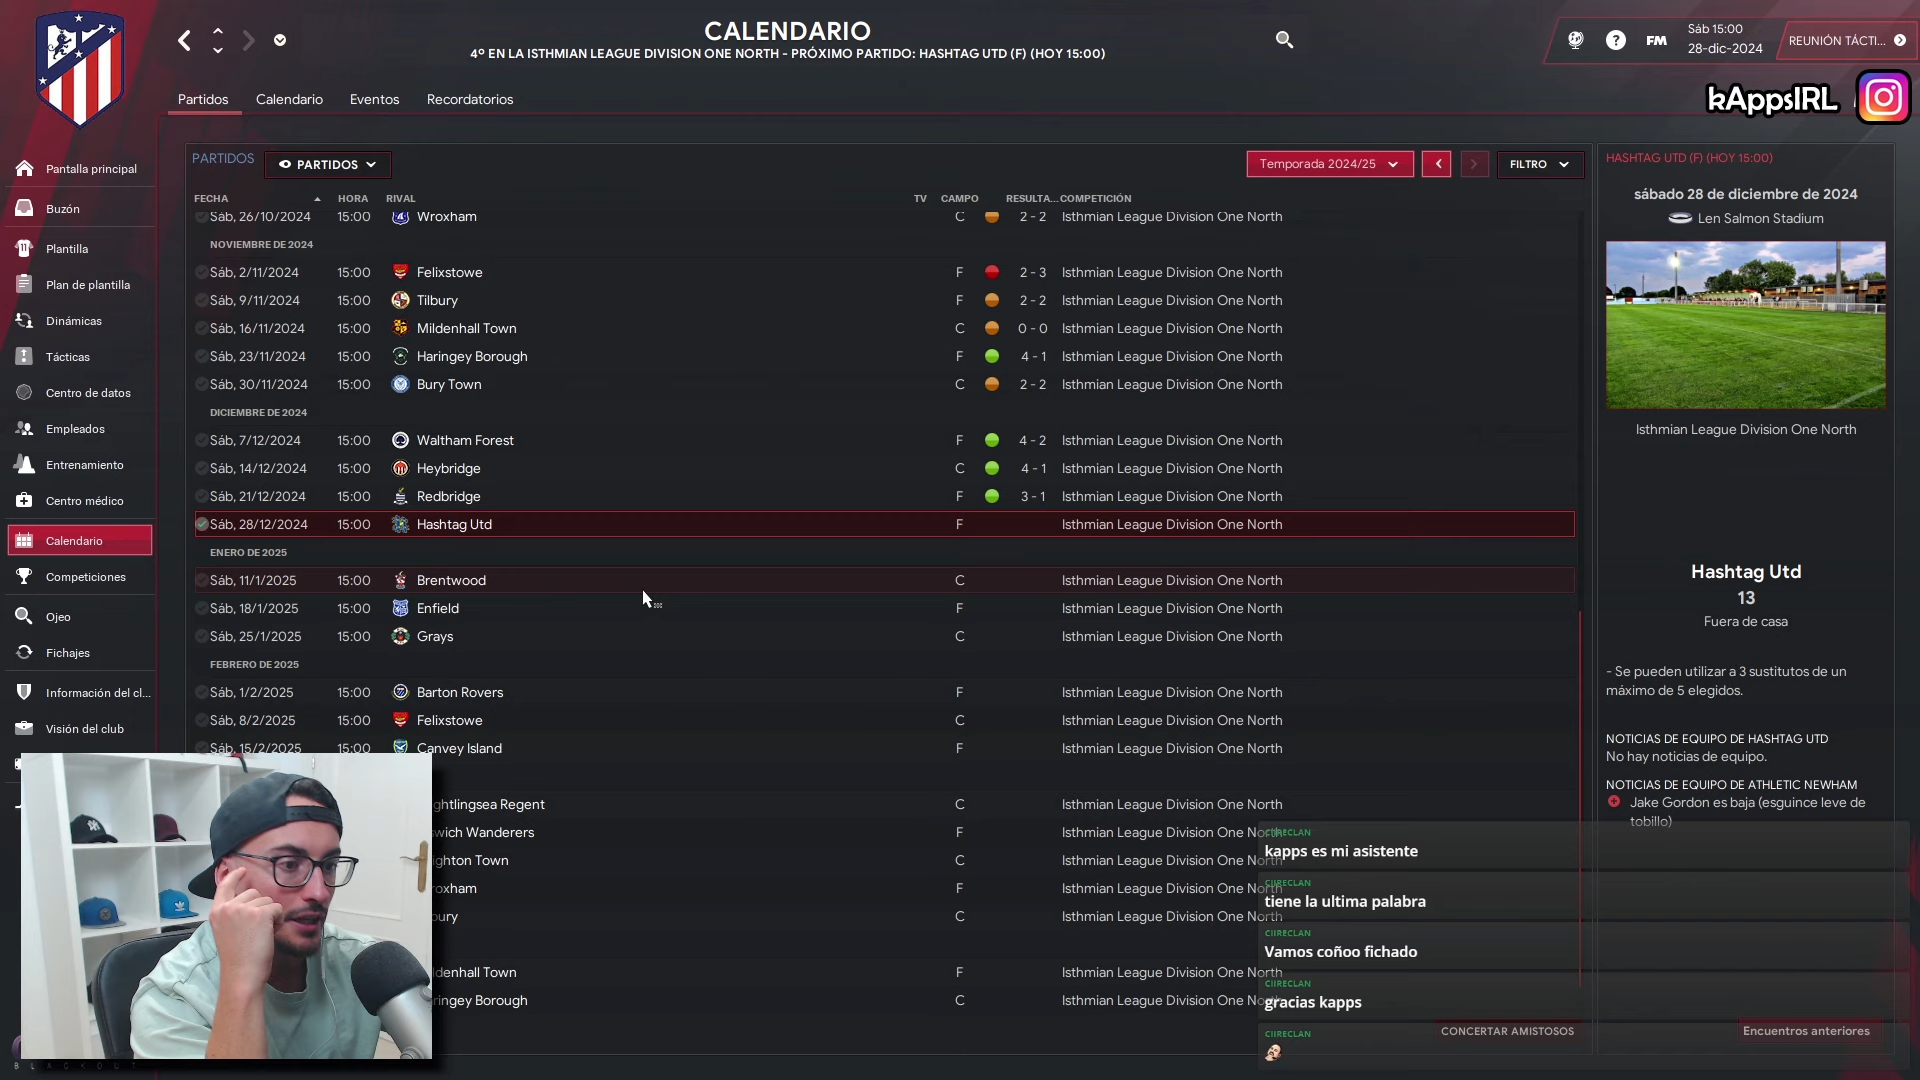 CALENDARIO
4º EN LA ISTHMIAN LEAGUE DIVISION ONE NORTH - PRÓXIMO PARTIDO: HASHTAG UTD (F) (HOY 15:00)
FM
Sáb 15:00
28-dic-2024
REUNIÓN TÁCTI...
Partidos Calendario Eventos Recordatorios
kAppsIRL
Pantalla principal
Buzón
Plantilla
Plan de plantilla
Dinámicas
Tácticas
Centro de datos
Empleados
Entrenamiento
Centro médico
Calendario
Competiciones
Ojeo
Fichajes
Información del cl...
Visión del club
PARTIDOS PARTIDOS Temporada 2024/25 FILTRO
FECHA HORA RIVAL TV CAMPO RESULTA... COMPETICIÓN
Sáb, 26/10/2024 15:00 Wroxham C 2 - 2 Isthmian League Division One North
NOVIEMBRE DE 2024
Sáb, 2/11/2024 15:00 Felixstowe F 2 - 3 Isthmian League Division One North
Sáb, 9/11/2024 15:00 Tilbury F 2 - 2 Isthmian League Division One North
Sáb, 16/11/2024 15:00 Mildenhall Town C 0 - 0 Isthmian League Division One North
Sáb, 23/11/2024 15:00 Haringey Borough F 4 - 1 Isthmian League Division One North
Sáb, 30/11/2024 15:00 Bury Town C 2 - 2 Isthmian League Division One North
DICIEMBRE DE 2024
Sáb, 7/12/2024 15:00 Waltham Forest F 4 - 2 Isthmian League Division One North
Sáb, 14/12/2024 15:00 Heybridge C 4 - 1 Isthmian League Division One North
Sáb, 21/12/2024 15:00 Redbridge F 3 - 1 Isthmian League Division One North
Sáb, 28/12/2024 15:00 Hashtag Utd F Isthmian League Division One North
ENERO DE 2025
Sáb, 11/1/2025 15:00 Brentwood C Isthmian League Division One North
Sáb, 18/1/2025 15:00 Enfield F Isthmian League Division One North
Sáb, 25/1/2025 15:00 Grays C Isthmian League Division One North
FEBRERO DE 2025
Sáb, 1/2/2025 15:00 Barton Rovers F Isthmian League Division One North
Sáb, 8/2/2025 15:00 Felixstowe C Isthmian League Division One North
Sáb, 15/2/2025 15:00 Canvey Island F Isthmian League Division One North
ghtlingsea Regent C Isthmian League Division One North
swich Wanderers F Isthmian League Division One North
ighton Town C Isthmian League Division One North
roxham F Isthmian League Division One North
bury C Isthmian League Division One North
ldenhall Town F Isthmian League Division One North
ringey Borough C Isthmian League Division One North
CONCERTAR AMISTOSOS
HASHTAG UTD (F) (HOY 15:00)
sábado 28 de diciembre de 2024
Len Salmon Stadium
Isthmian League Division One North
Hashtag Utd
13
Fuera de casa
- Se pueden utilizar a 3 sustitutos de un
máximo de 5 elegidos.
NOTICIAS DE EQUIPO DE HASHTAG UTD
No hay noticias de equipo.
NOTICIAS DE EQUIPO DE ATHLETIC NEWHAM
Jake Gordon es baja (esguince leve de
tobillo)
Encuentros anteriores
CIIRECLAN
kapps es mi asistente
CIIRECLAN
tiene la ultima palabra
CIIRECLAN
Vamos coñoo fichado
CIIRECLAN
gracias kapps
CIIRECLAN